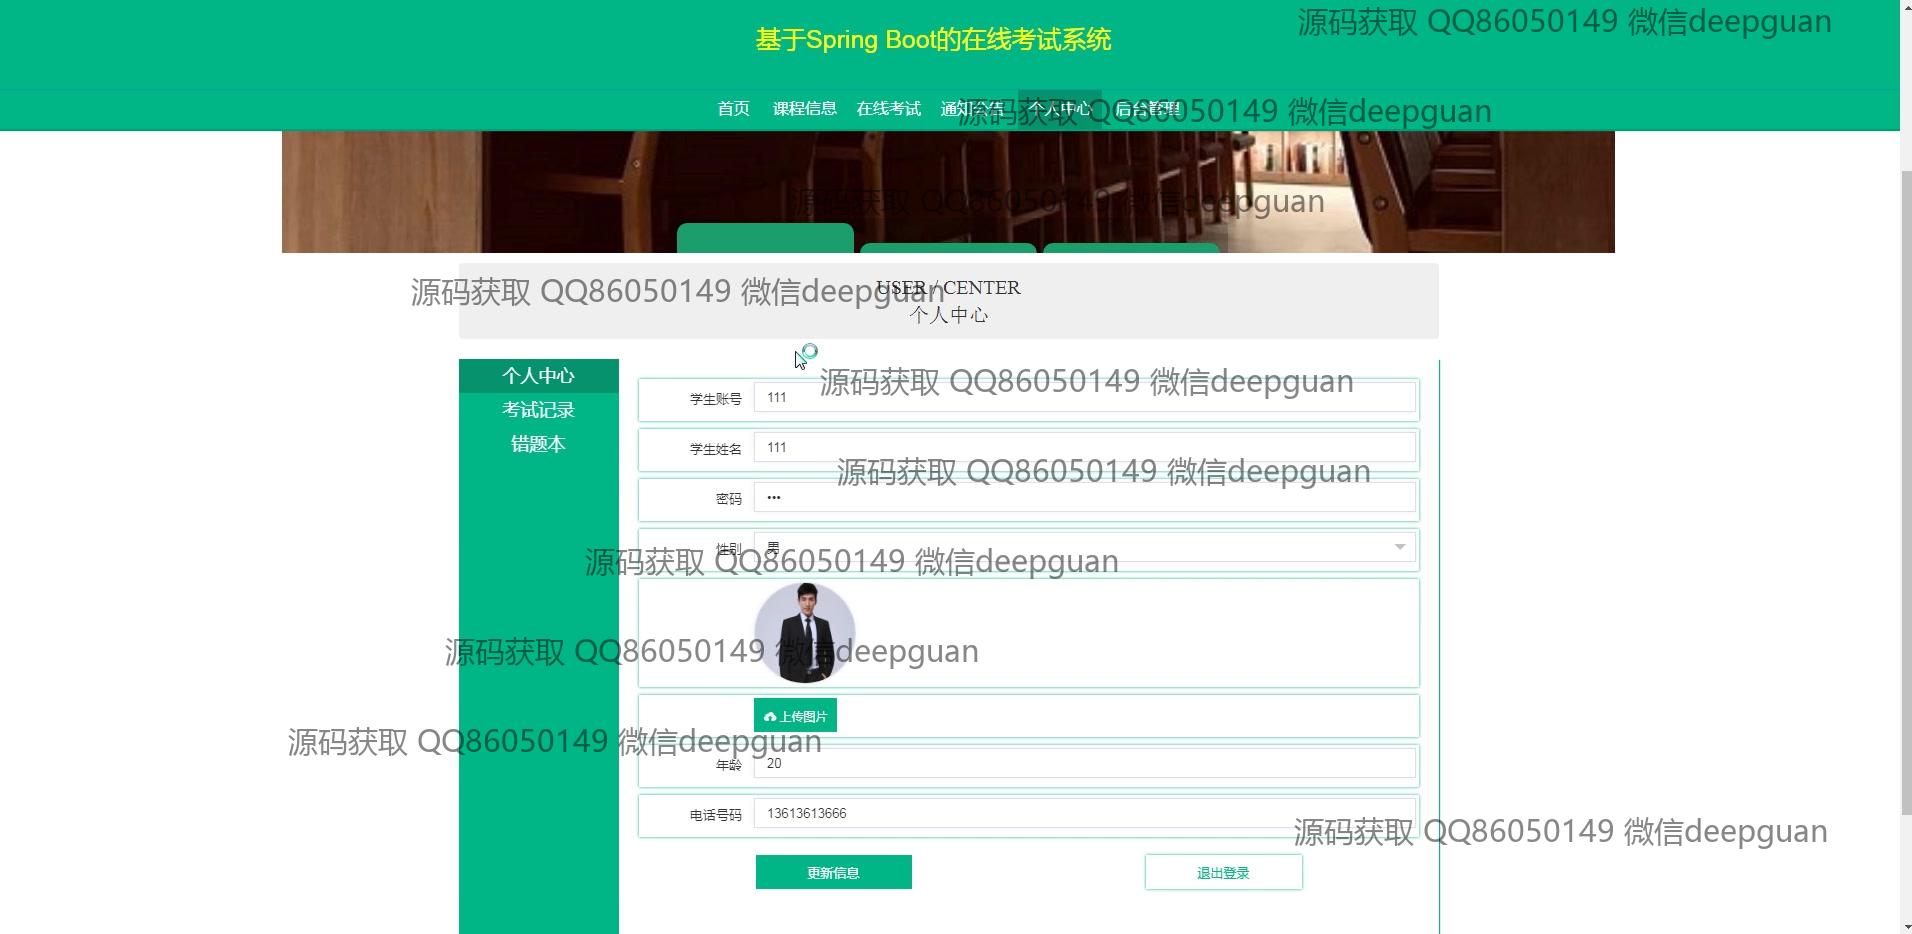 源码获取 QQ86050149 微信deepguan
基于Spring Boot的在线考试系统
首页 课程信息 在线考试 通知公告 个人中心 后台管理
源码获取 QQ86050149 微信deepguan
源码获取 QQ86050149 微信deepguan
源码获取 QQ86050149 微信deepguan
USER / CENTER
个人中心
个人中心
考试记录
错题本
源码获取 QQ86050149 微信deepguan
学生账号 111
学生姓名 111
源码获取 QQ86050149 微信deepguan
密码 •••
性别 男
源码获取 QQ86050149 微信deepguan
源码获取 QQ86050149 微信deepguan
上传图片
源码获取 QQ86050149 微信deepguan
年龄 20
电话号码 13613613666
源码获取 QQ86050149 微信deepguan
更新信息 退出登录